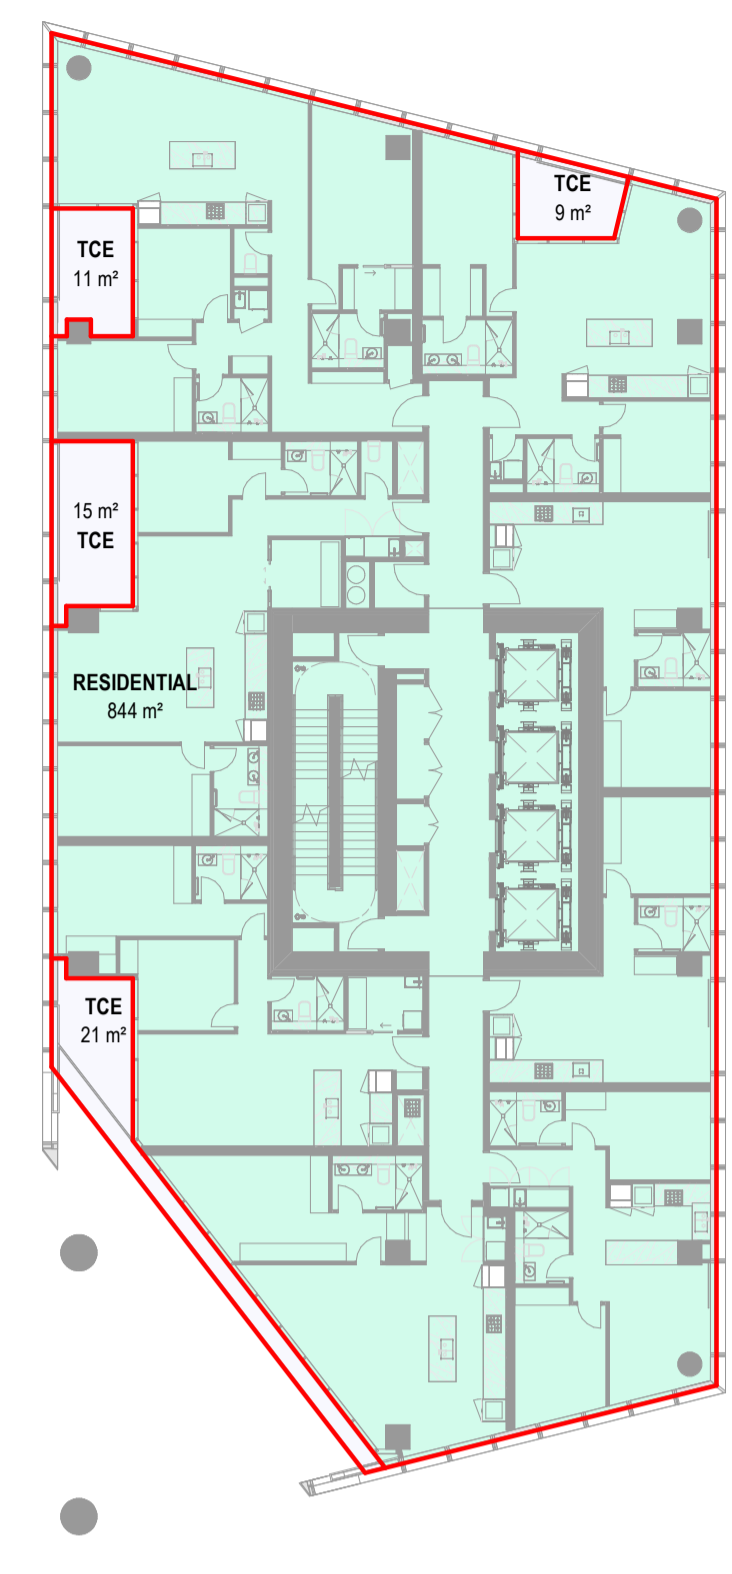 TCE
9 m²
TCE
11 m²
15 m²
TCE
RESIDENTIAL
844 m²
TCE
21 m²